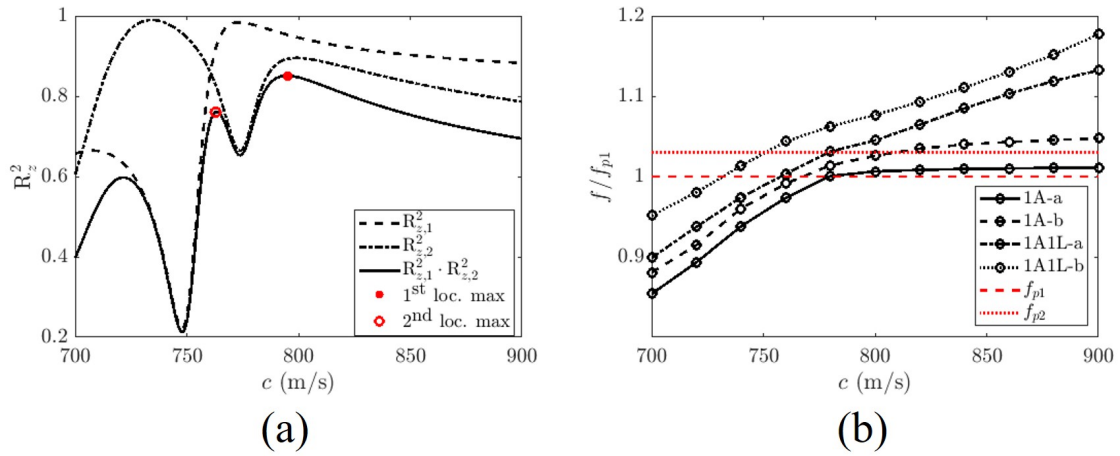 1
0.8
0.6
0.4
0.2
R²z
R²z,1
R²z,2
R²z,1 · R²z,2
1st loc. max
2nd loc. max
700 750 800 850 900
c (m/s)
(a)
1.2
1.1
1
0.9
f/fp1
1A-a
1A-b
1A1L-a
1A1L-b
fp1
fp2
700 750 800 850 900
c (m/s)
(b)